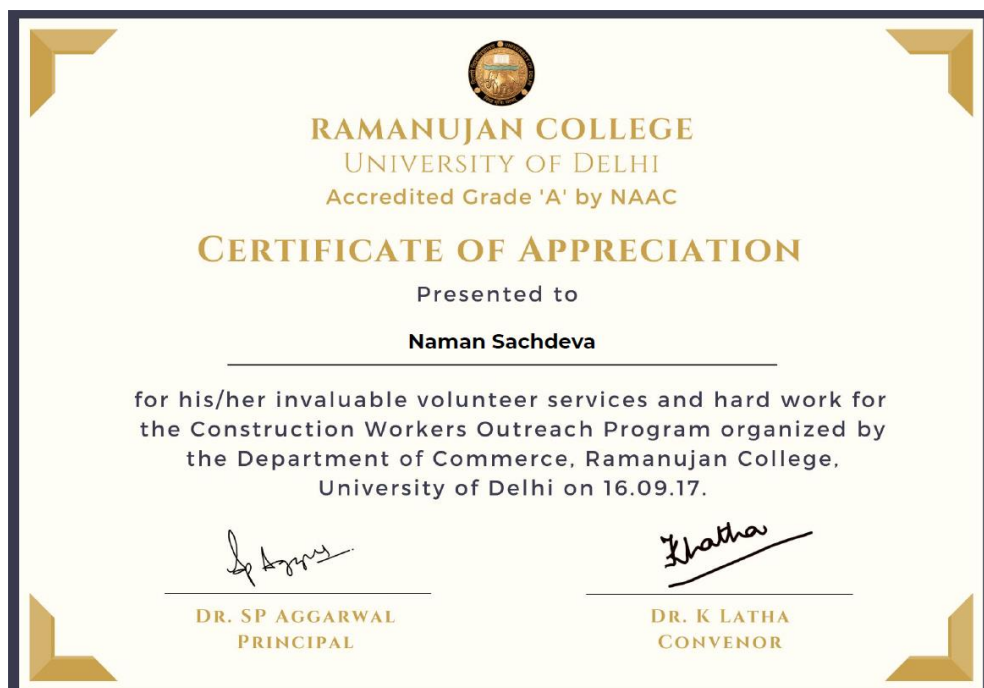 RAMANUJAN COLLEGE
UNIVERSITY OF DELHI
Accredited Grade 'A' by NAAC
CERTIFICATE OF APPRECIATION
Presented to
Naman Sachdeva
for his/her invaluable volunteer services and hard work for
the Construction Workers Outreach Program organized by
the Department of Commerce, Ramanujan College,
University of Delhi on 16.09.17.
DR. SP AGGARWAL
DR. K LATHA
PRINCIPAL
CONVENOR